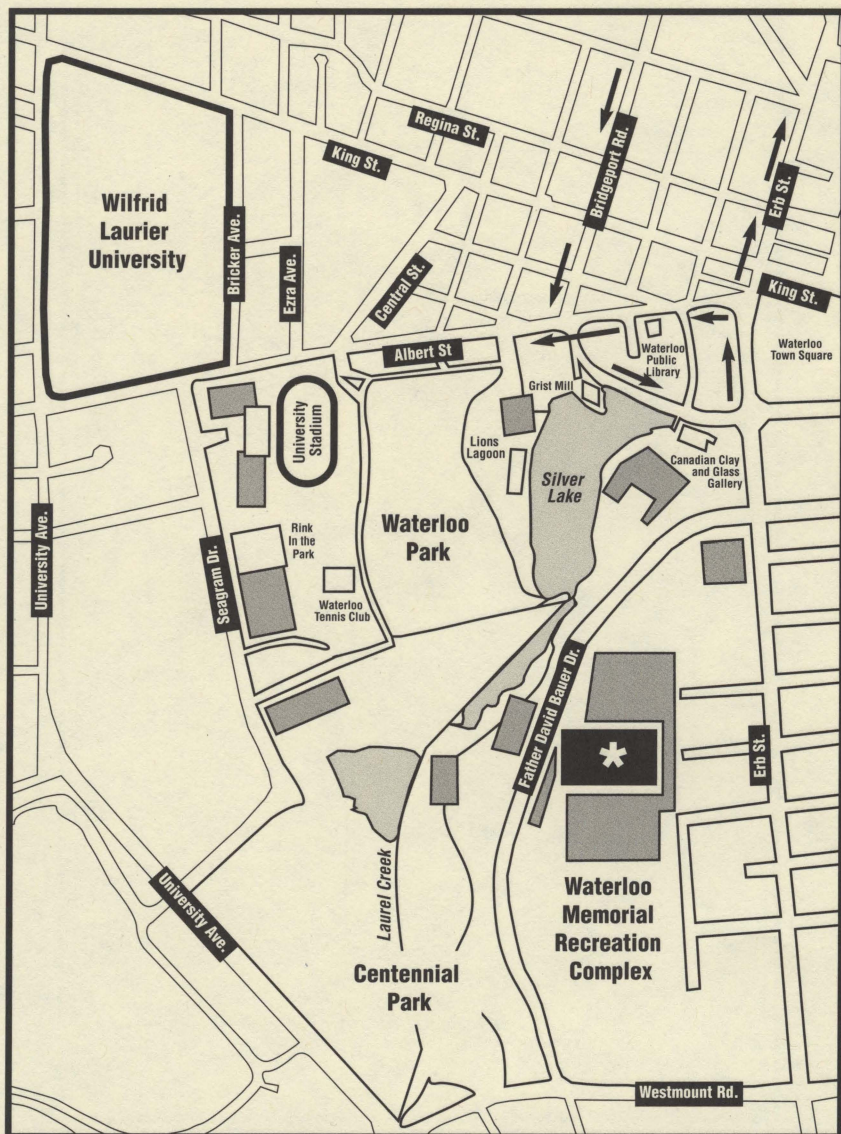 Regina St.
King St.
Bridgeport Rd.
Erb St.
Wilfrid
Laurier
University
Bricker Ave.
Ezra Ave.
Central St.
King St.
Albert St
Waterloo
Public
Library
Waterloo
Town Square
Grist Mill
University
Stadium
Lions
Lagoon
Silver
Lake
Canadian Clay
and Glass
Gallery
Waterloo
Park
University Ave.
Seagram Dr.
Rink
In the
Park
Waterloo
Tennis Club
Father David Bauer Dr.
*
Erb St.
University Ave.
Laurel Creek
Waterloo
Memorial
Recreation
Complex
Centennial
Park
Westmount Rd.